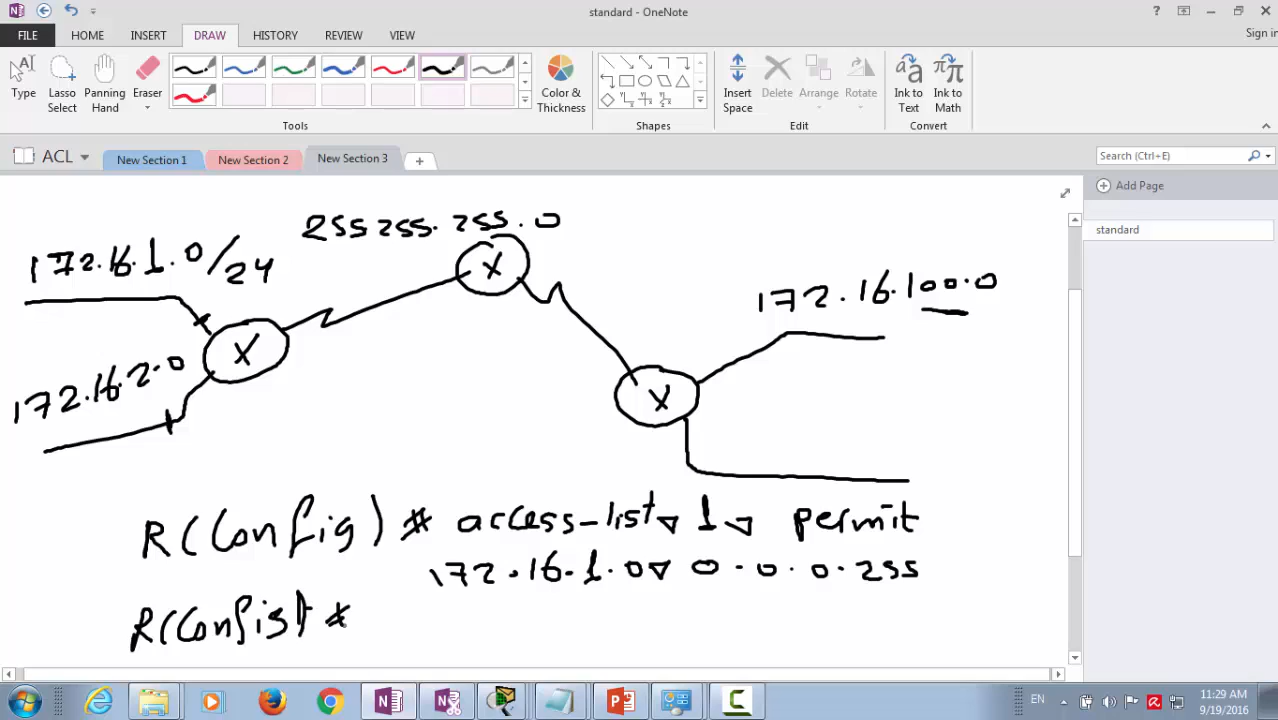 standard - OneNote
FILE HOME INSERT DRAW HISTORY REVIEW VIEW
Sign in
Type
Lasso Select
Panning Hand
Eraser
Color & Thickness
Insert Space
Delete
Arrange
Rotate
Ink to Text
Ink to Math
Tools
Shapes
Edit
Convert
ACL
New Section 1
New Section 2
New Section 3
Search (Ctrl+E)
Add Page
standard
255 255. 255. 0
172.16.1.0/24
172.16.100.0
172.16.2.0
R(Config) # access-list 1 permit
172.16.1.0 0.0.0.255
R(Config) #
EN
11:29 AM
9/19/2016